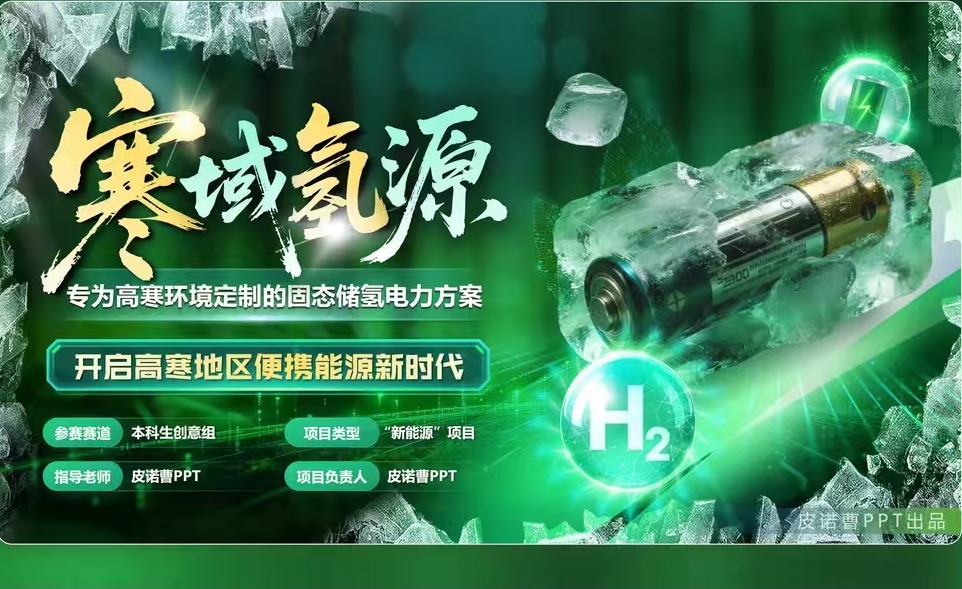 寒域氢源
专为高寒环境定制的固态储氢电力方案
开启高寒地区便携能源新时代
参赛赛道 本科生创意组 项目类型 “新能源”项目
指导老师 皮诺曹PPT 项目负责人 皮诺曹PPT
H2
皮诺曹PPT出品